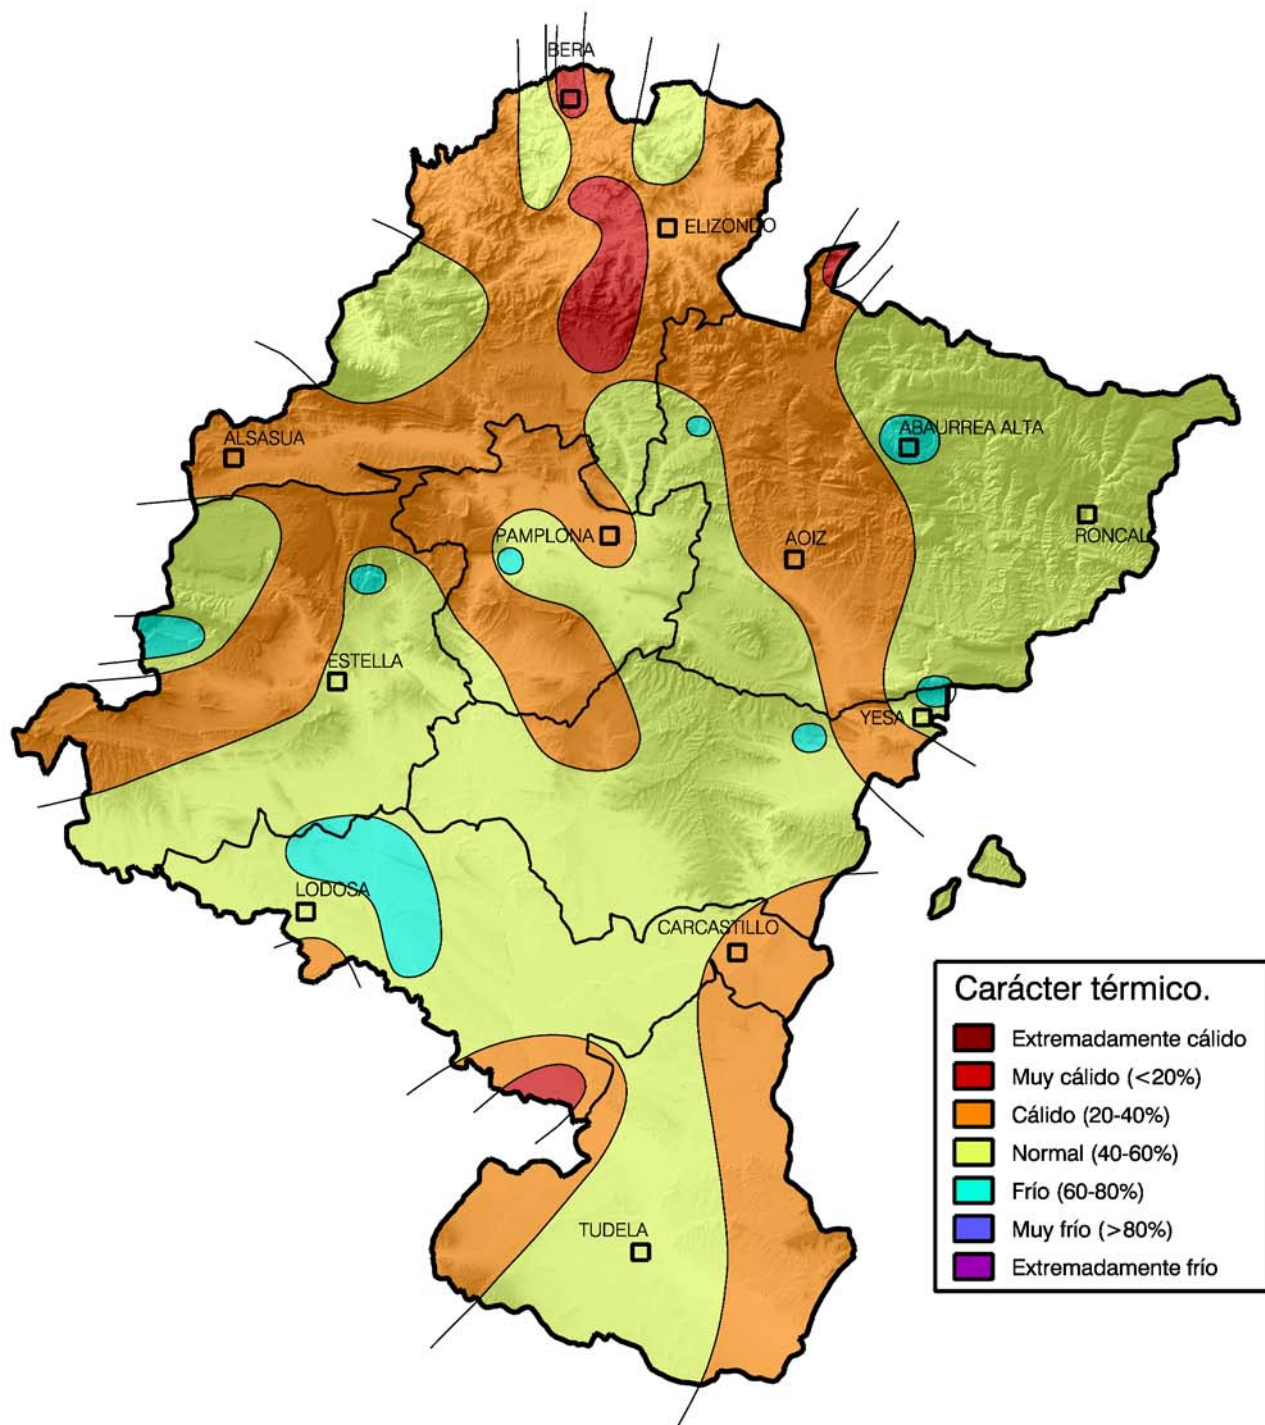 BERA
ELIZONDO
ALSASUA
ABAURREA ALTA
PAMPLONA
AOIZ
RONCAL
ESTELLA
YESA
LODOSA
CARCASTILLO
TUDELA
Carácter térmico.
Extremadamente cálido
Muy cálido (<20%)
Cálido (20-40%)
Normal (40-60%)
Frío (60-80%)
Muy frío (>80%)
Extremadamente frío